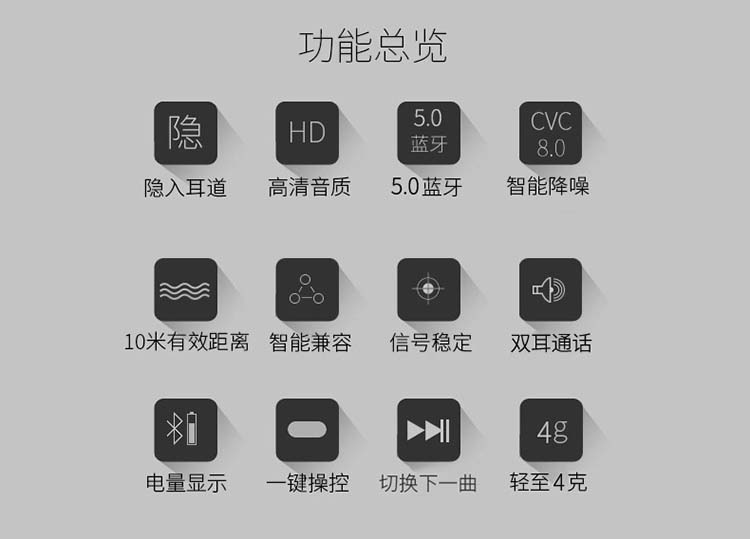 功能总览
隐 HD 5.0 CVC
蓝牙 8.0
隐入耳道 高清音质 5.0蓝牙 智能降噪
10米有效距离 智能兼容 信号稳定 双耳通话
4g
电量显示 一键操控 切换下一曲 轻至4克